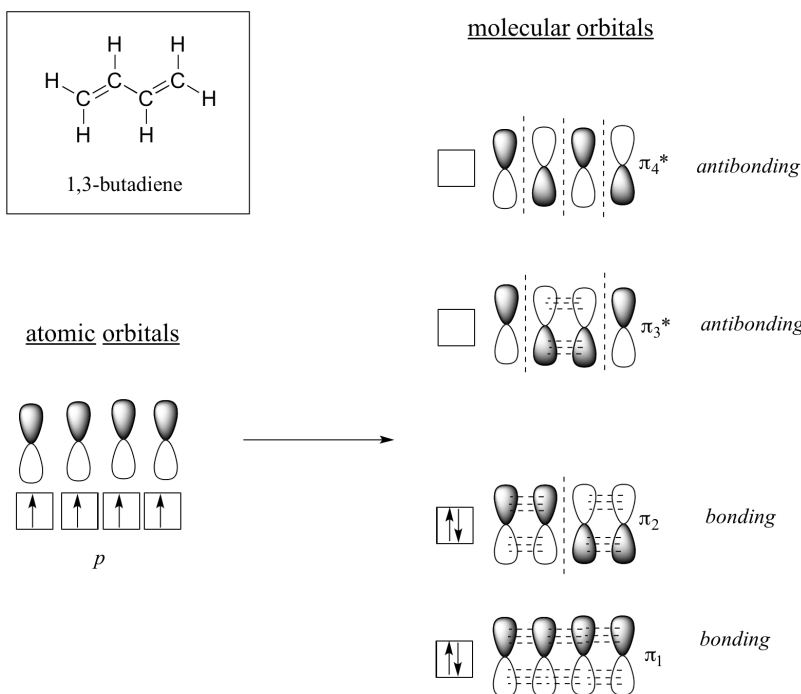 molecular orbitals
H H
H C C H
C C
H H
1,3-butadiene
π4* antibonding
atomic orbitals
π3* antibonding
p
π2 bonding
π1 bonding